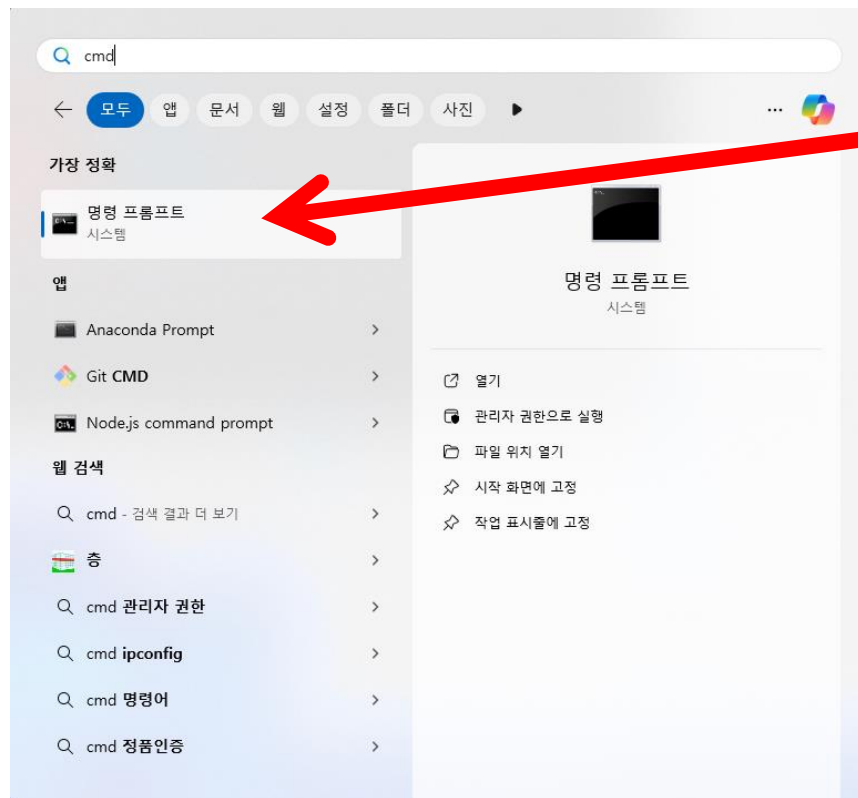 cmd
모두 앱 문서 웹 설정 폴더 사진
가장 정확
명령 프롬프트
시스템
앱
Anaconda Prompt
Git CMD
Node.js command prompt
웹 검색
cmd - 검색 결과 더 보기
층
cmd 관리자 권한
cmd ipconfig
cmd 명령어
cmd 정품인증
명령 프롬프트
시스템
열기
관리자 권한으로 실행
파일 위치 열기
시작 화면에 고정
작업 표시줄에 고정